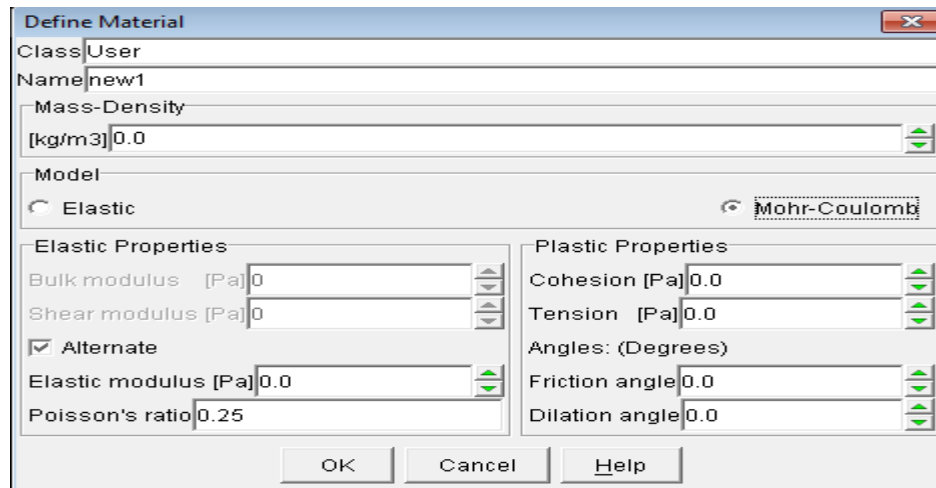 Define Material
Class User
Name new1
Mass-Density
[kg/m3] 0.0
Model
Elastic
Mohr-Coulomb
Elastic Properties
Bulk modulus [Pa] 0
Shear modulus [Pa] 0
Alternate
Elastic modulus [Pa] 0.0
Poisson's ratio 0.25
Plastic Properties
Cohesion [Pa] 0.0
Tension [Pa] 0.0
Angles: (Degrees)
Friction angle 0.0
Dilation angle 0.0
OK
Cancel
Help